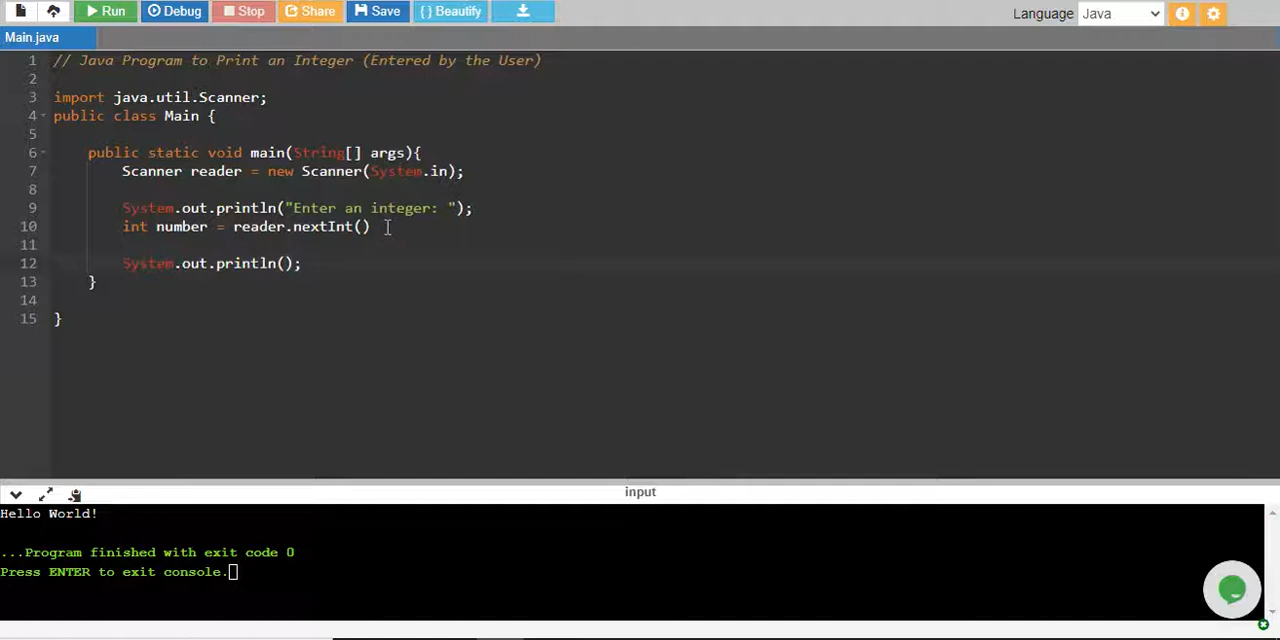 Run Debug Stop Share Save { } Beautify Language Java
Main.java
1 // Java Program to Print an Integer (Entered by the User)
2
3 import java.util.Scanner;
4 public class Main {
5
6 public static void main(String[] args){
7 Scanner reader = new Scanner(System.in);
8
9 System.out.println("Enter an integer: ");
10 int number = reader.nextInt()
11
12 System.out.println();
13 }
14
15 }
input
Hello World!
...Program finished with exit code 0
Press ENTER to exit console.